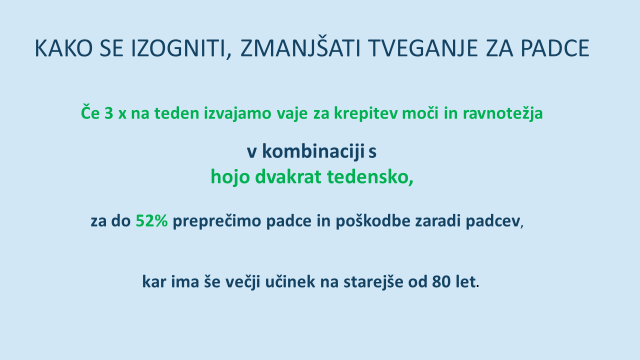 KAKO SE IZOGNITI, ZMANJŠATI TVEGANJE ZA PADCE
Če 3 x na teden izvajamo vaje za krepitev moči in ravnotežja
v kombinaciji s
hojo dvakrat tedensko,
za do 52% preprečimo padce in poškodbe zaradi padcev,
kar ima še večji učinek na starejše od 80 let.